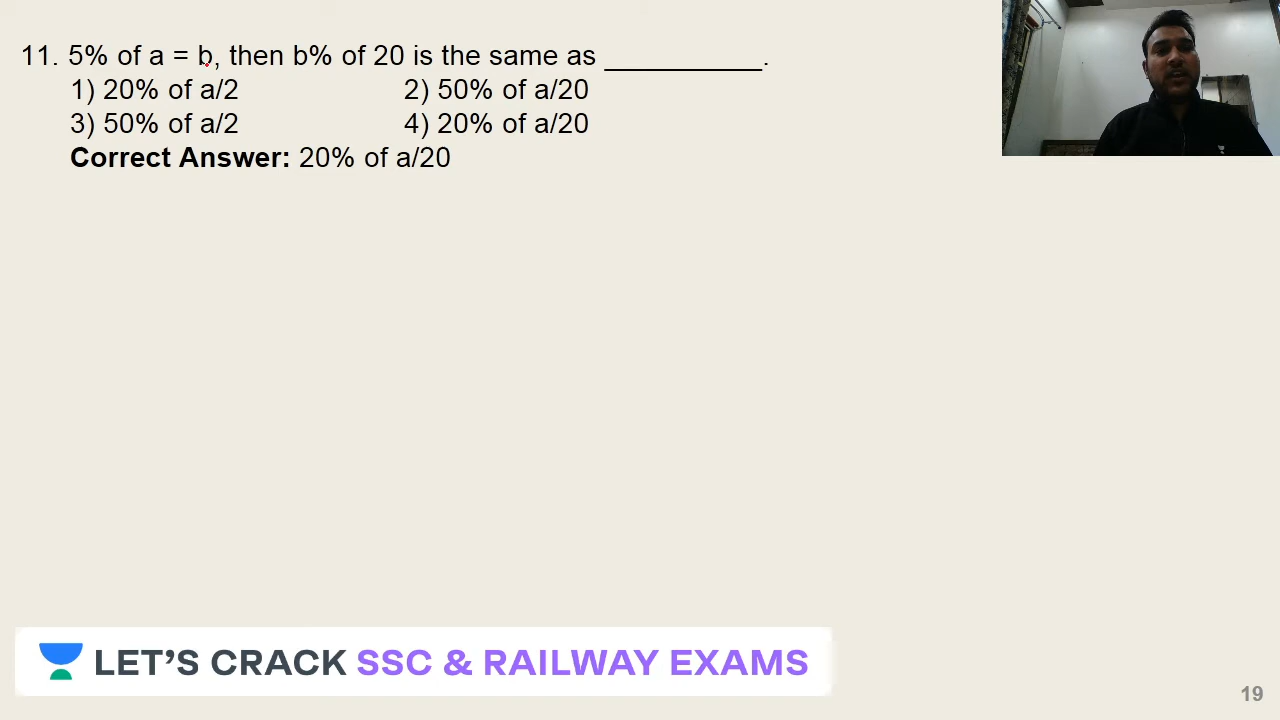 11. 5% of a = b, then b% of 20 is the same as __________.
1) 20% of a/2 2) 50% of a/20
3) 50% of a/2 4) 20% of a/20
Correct Answer: 20% of a/20
LET'S CRACK SSC & RAILWAY EXAMS
19